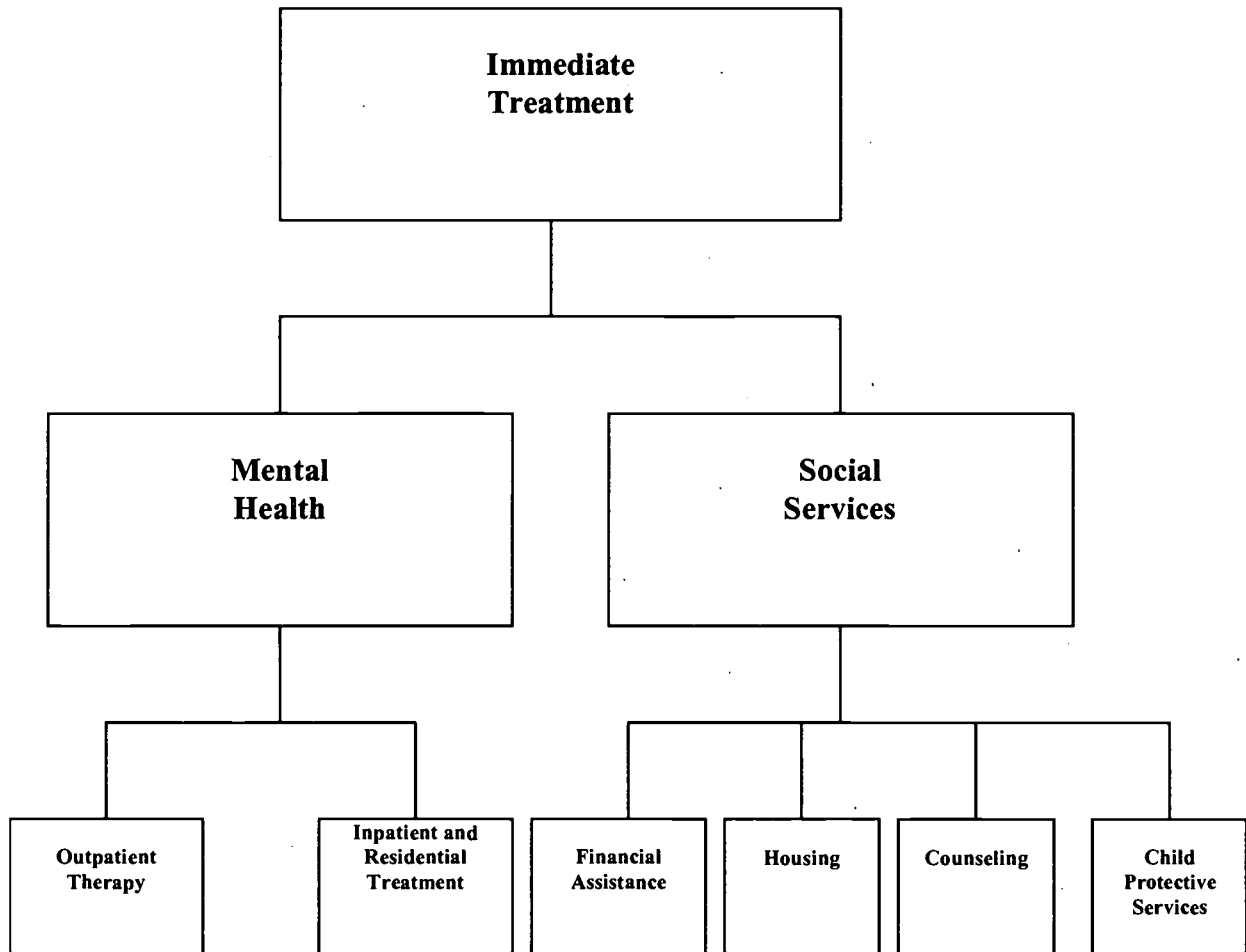 Immediate
Treatment
Mental
Health
Social
Services
Outpatient
Therapy
Inpatient and
Residential
Treatment
Financial
Assistance
Housing
Counseling
Child
Protective
Services